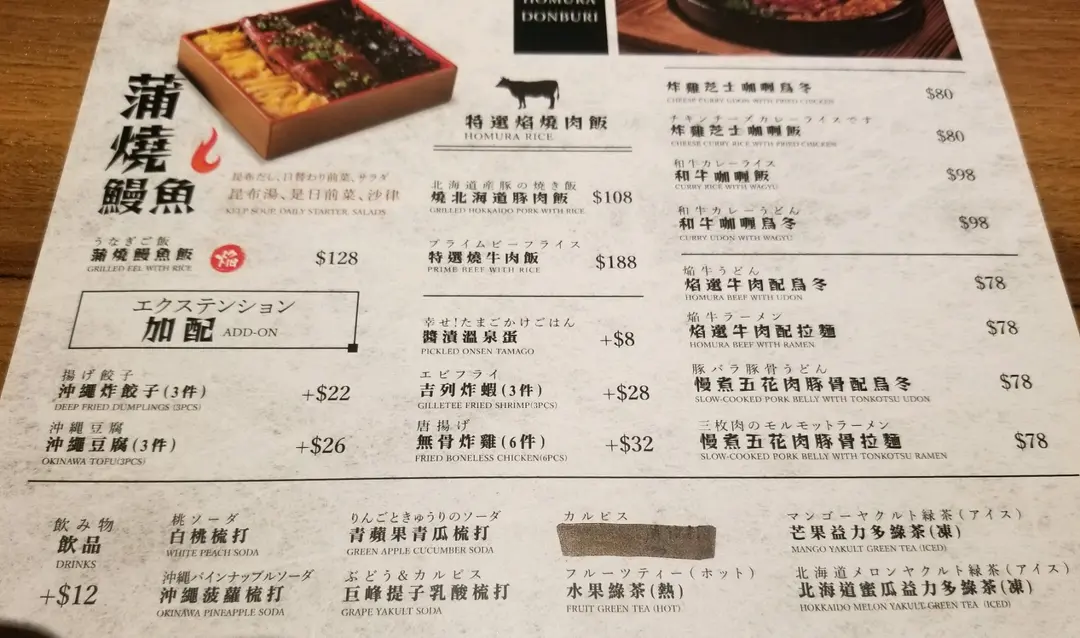 HOMURA
DONBURI
蒲燒鰻魚
昆布だし、日替わり前菜、サラダ
昆布湯、是日前菜、沙律
KELP SOUP, DAILY STARTER, SALADS
うなぎご飯
蒲燒鰻魚飯 焔 $128
GRILLED EEL WITH RICE
エクステンション
加配 ADD-ON
揚げ餃子
沖繩炸餃子(3件) +$22
DEEP FRIED DUMPLINGS (3PCS)
沖縄豆腐
沖繩豆腐(3件) +$26
OKINAWA TOFU(3PCS)
特選焰燒肉飯
HOMURA RICE
北海道産豚の焼き飯
燒北海道豚肉飯 $108
GRILLED HOKKAIDO PORK WITH RICE
プライムビーフライス
特選燒牛肉飯 $188
PRIME BEEF WITH RICE
幸せ!たまごかけごはん
醬漬溫泉蛋 +$8
PICKLED ONSEN TAMAGO
エビフライ
吉列炸蝦(3件) +$28
GILLETEE FRIED SHRIMP(3PCS)
唐揚げ
無骨炸雞(6件) +$32
FRIED BONELESS CHICKEN(6PCS)
炸雞芝士咖喱烏冬 $80
CHEESE CURRY UDON WITH FRIED CHICKEN
チキンチーズカレーライスです
炸雞芝士咖喱飯 $80
CHEESE CURRY RICE WITH FRIED CHICKEN
和牛カレーライス
和牛咖喱飯 $98
CURRY RICE WITH WAGYU
和牛カレーうどん
和牛咖喱烏冬 $98
CURRY UDON WITH WAGYU
焔牛うどん
焰選牛肉配烏冬 $78
HOMURA BEEF WITH UDON
焔牛ラーメン
焰選牛肉配拉麵 $78
HOMURA BEEF WITH RAMEN
豚バラ豚骨うどん
慢煮五花肉豚骨配烏冬 $78
SLOW-COOKED PORK BELLY WITH TONKOTSU UDON
三枚肉のモルモットラーメン
慢煮五花肉豚骨拉麵 $78
SLOW-COOKED PORK BELLY WITH TONKOTSU RAMEN
飲み物
飲品
DRINKS
+$12
桃ソーダ
白桃梳打
WHITE PEACH SODA
沖縄パインナップルソーダ
沖繩菠蘿梳打
OKINAWA PINEAPPLE SODA
りんごときゅうりのソーダ
青蘋果青瓜梳打
GREEN APPLE CUCUMBER SODA
ぶどう&カルピス
巨峰提子乳酸梳打
GRAPE YAKULT SODA
カルピス
フルーツティー(ホット)
水果綠茶(熱)
FRUIT GREEN TEA (HOT)
マンゴーヤクルト緑茶(アイス)
芒果益力多綠茶(凍)
MANGO YAKULT GREEN TEA (ICED)
北海道メロンヤクルト緑茶(アイス)
北海道蜜瓜益力多綠茶(凍)
HOKKAIDO MELON YAKULT GREEN TEA (ICED)